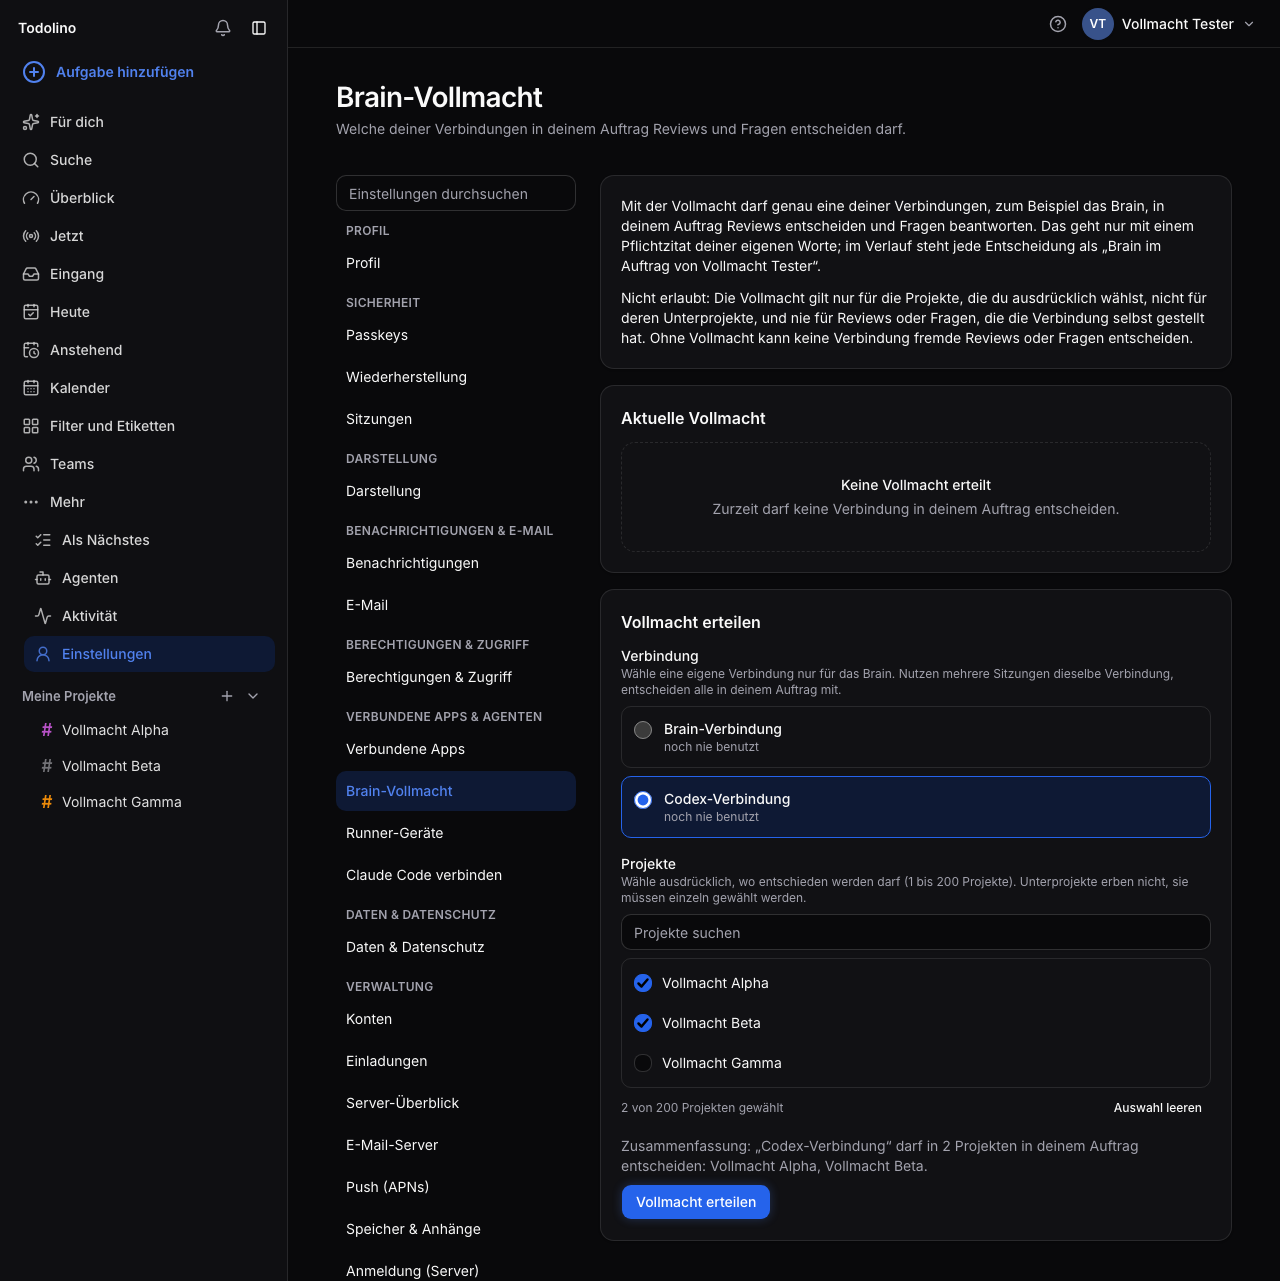 Todolino
Aufgabe hinzufügen
Für dich
Suche
Überblick
Jetzt
Eingang
Heute
Anstehend
Kalender
Filter und Etiketten
Teams
Mehr
Als Nächstes
Agenten
Aktivität
Einstellungen
Meine Projekte
Vollmacht Alpha
Vollmacht Beta
Vollmacht Gamma
VT Vollmacht Tester
Brain-Vollmacht
Welche deiner Verbindungen in deinem Auftrag Reviews und Fragen entscheiden darf.
Einstellungen durchsuchen
PROFIL
Profil
SICHERHEIT
Passkeys
Wiederherstellung
Sitzungen
DARSTELLUNG
Darstellung
BENACHRICHTIGUNGEN & E-MAIL
Benachrichtigungen
E-Mail
BERECHTIGUNGEN & ZUGRIFF
Berechtigungen & Zugriff
VERBUNDENE APPS & AGENTEN
Verbundene Apps
Brain-Vollmacht
Runner-Geräte
Claude Code verbinden
DATEN & DATENSCHUTZ
Daten & Datenschutz
VERWALTUNG
Konten
Einladungen
Server-Überblick
E-Mail-Server
Push (APNs)
Speicher & Anhänge
Anmeldung (Server)
Mit der Vollmacht darf genau eine deiner Verbindungen, zum Beispiel das Brain, in
deinem Auftrag Reviews entscheiden und Fragen beantworten. Das geht nur mit einem
Pflichtzitat deiner eigenen Worte; im Verlauf steht jede Entscheidung als „Brain im
Auftrag von Vollmacht Tester“.
Nicht erlaubt: Die Vollmacht gilt nur für die Projekte, die du ausdrücklich wählst, nicht für
deren Unterprojekte, und nie für Reviews oder Fragen, die die Verbindung selbst gestellt
hat. Ohne Vollmacht kann keine Verbindung fremde Reviews oder Fragen entscheiden.
Aktuelle Vollmacht
Keine Vollmacht erteilt
Zurzeit darf keine Verbindung in deinem Auftrag entscheiden.
Vollmacht erteilen
Verbindung
Wähle eine eigene Verbindung nur für das Brain. Nutzen mehrere Sitzungen dieselbe Verbindung,
entscheiden alle in deinem Auftrag mit.
Brain-Verbindung
noch nie benutzt
Codex-Verbindung
noch nie benutzt
Projekte
Wähle ausdrücklich, wo entschieden werden darf (1 bis 200 Projekte). Unterprojekte erben nicht, sie
müssen einzeln gewählt werden.
Projekte suchen
Vollmacht Alpha
Vollmacht Beta
Vollmacht Gamma
2 von 200 Projekten gewählt
Auswahl leeren
Zusammenfassung: „Codex-Verbindung“ darf in 2 Projekten in deinem Auftrag
entscheiden: Vollmacht Alpha, Vollmacht Beta.
Vollmacht erteilen